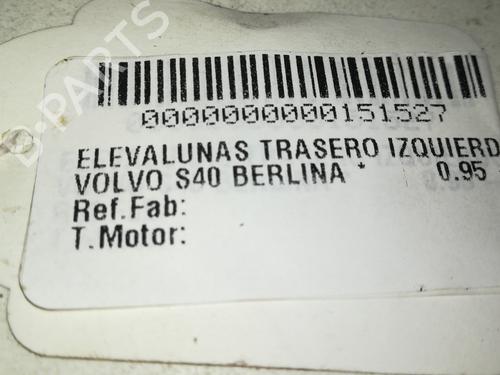 B-PARTS
0000000000151527
ELEVALUNAS TRASERO IZQUIERD
VOLVO S40 BERLINA * 0.95
Ref.Fab:
T.Motor: